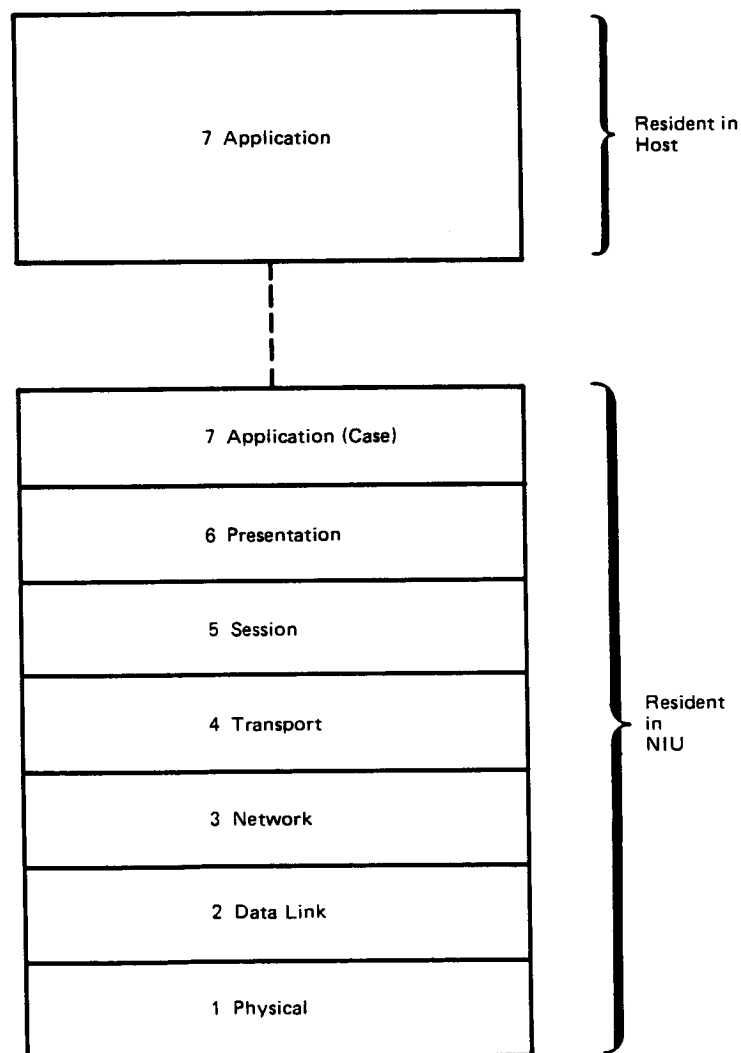 7 Application
Resident in
Host
7 Application (Case)
6 Presentation
5 Session
4 Transport
Resident
in
NIU
3 Network
2 Data Link
1 Physical